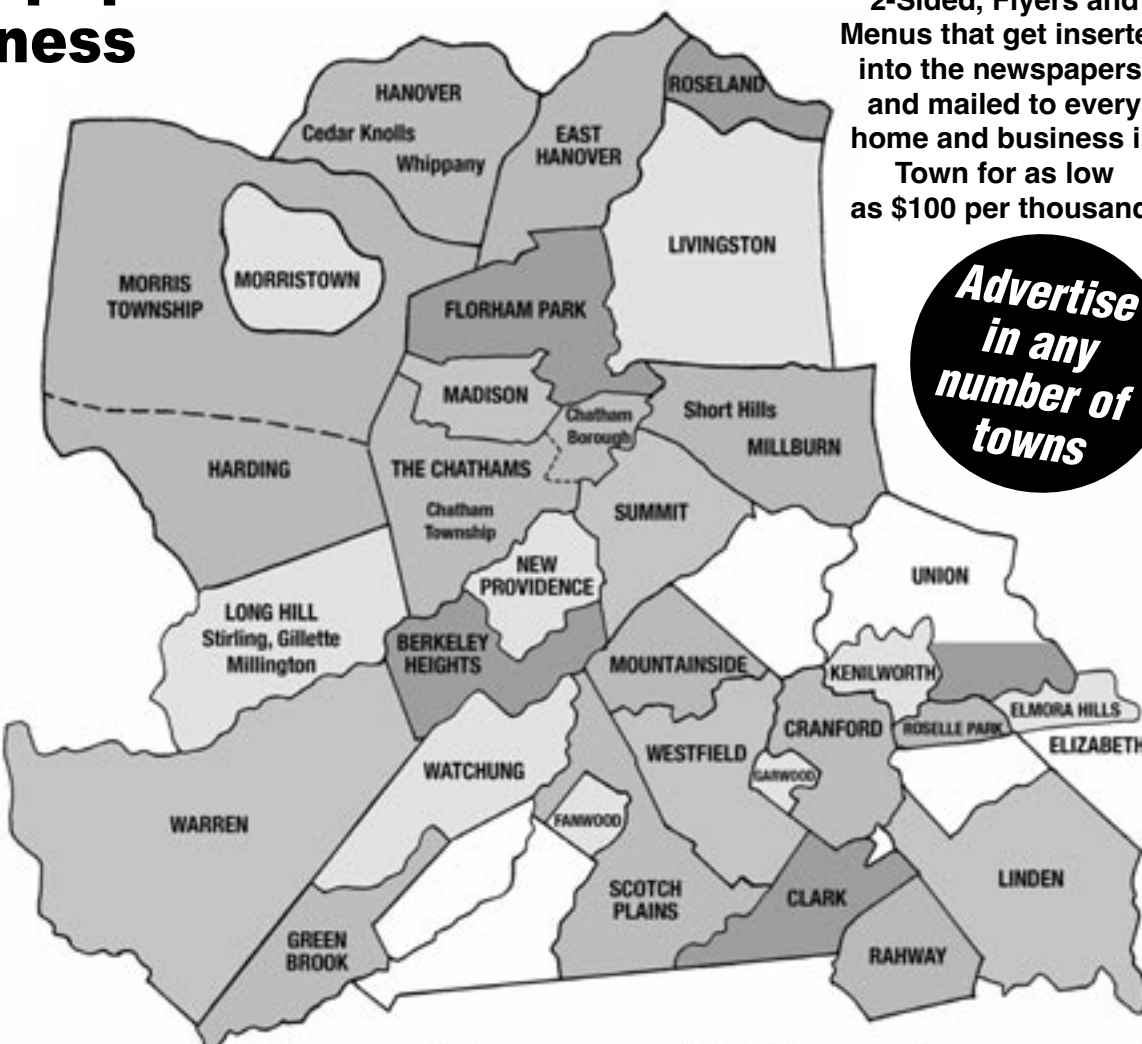 ness
2-Sided, Flyers and
Menus that get inserte
into the newspapers
and mailed to every
home and business i
Town for as low
as $100 per thousand
Advertise
in any
number of
towns
HANOVER
Cedar Knolls
Whippany
EAST
HANOVER
ROSELAND
LIVINGSTON
MORRIS
TOWNSHIP
MORRISTOWN
FLORHAM PARK
MADISON
Chatham
Borough
Short Hills
MILLBURN
HARDING
THE CHATHAMS
Chatham
Township
SUMMIT
NEW
PROVIDENCE
UNION
LONG HILL
Stirling, Gillette
Millington
BERKELEY
HEIGHTS
MOUNTAINSIDE
KENILWORTH
ELMORA HILLS
ROSELLE PARK
ELIZABETH
CRANFORD
WESTFIELD
GARWOOD
WATCHUNG
WARREN
FANWOOD
SCOTCH
PLAINS
CLARK
LINDEN
GREEN
BROOK
RAHWAY